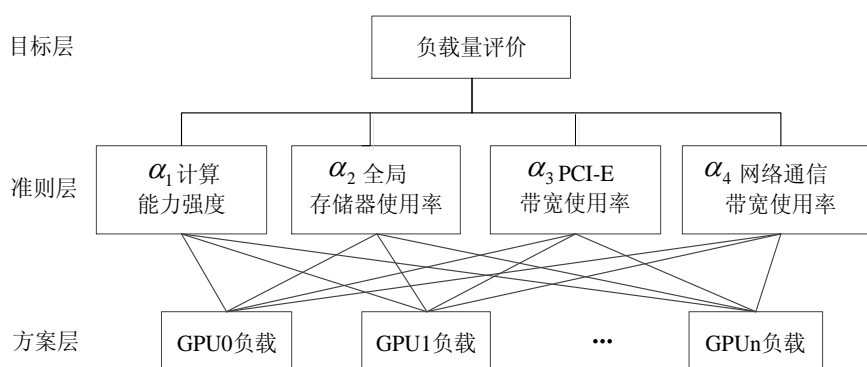 目标层
负载量评价
准则层
α1计算
能力强度
α2 全局
存储器使用率
α3 PCI-E
带宽使用率
α4 网络通信
带宽使用率
方案层
GPU0负载
GPU1负载
···
GPUn负载